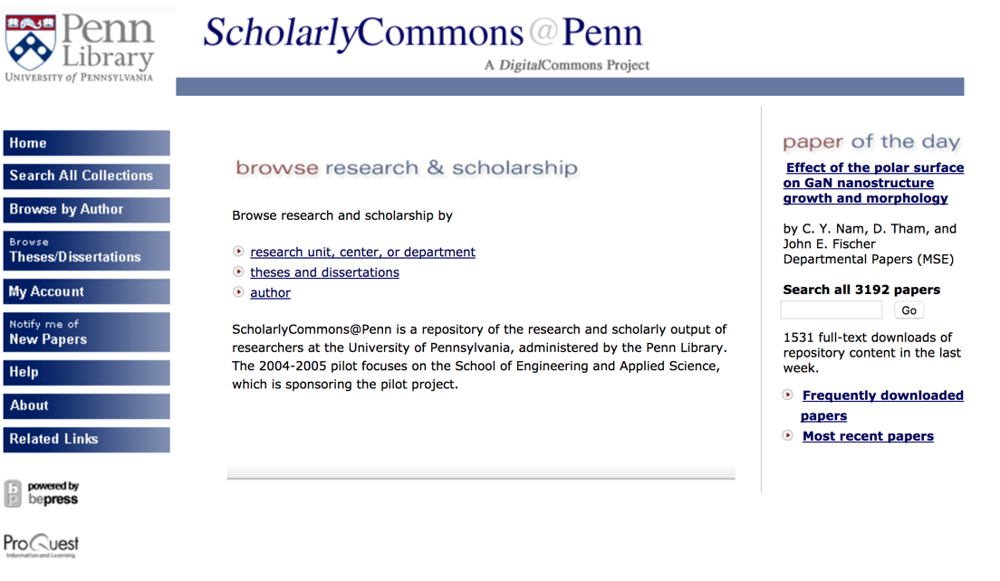 Penn
Library
UNIVERSITY of PENNSYLVANIA
ScholarlyCommons@Penn
A DigitalCommons Project
Home
Search All Collections
Browse by Author
Browse
Theses/Dissertations
My Account
Notify me of
New Papers
Help
About
Related Links
powered by
bepress
ProQuest
Information and Learning
browse research & scholarship
Browse research and scholarship by
research unit, center, or department
theses and dissertations
author
ScholarlyCommons@Penn is a repository of the research and scholarly output of
researchers at the University of Pennsylvania, administered by the Penn Library.
The 2004-2005 pilot focuses on the School of Engineering and Applied Science,
which is sponsoring the pilot project.
paper of the day
Effect of the polar surface
on GaN nanostructure
growth and morphology
by C. Y. Nam, D. Tham, and
John E. Fischer
Departmental Papers (MSE)
Search all 3192 papers
Go
1531 full-text downloads of
repository content in the last
week.
Frequently downloaded
papers
Most recent papers